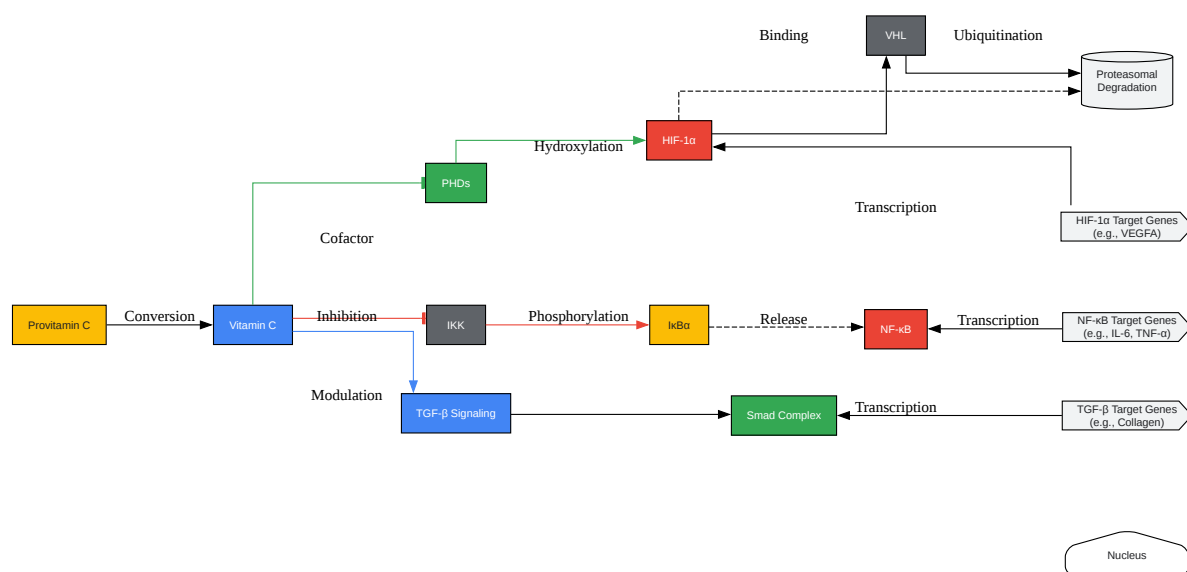 Binding
VHL
Ubiquitination
Proteasomal
Degradation
Hydroxylation
HIF-1α
PHDs
Transcription
HIF-1α Target Genes
(e.g., VEGFA)
Cofactor
Provitamin C
Conversion
Vitamin C
Inhibition
IKK
Phosphorylation
IκBα
Release
NF-κB
Transcription
NF-κB Target Genes
(e.g., IL-6, TNF-α)
Modulation
TGF-β Signaling
Smad Complex
Transcription
TGF-β Target Genes
(e.g., Collagen)
Nucleus